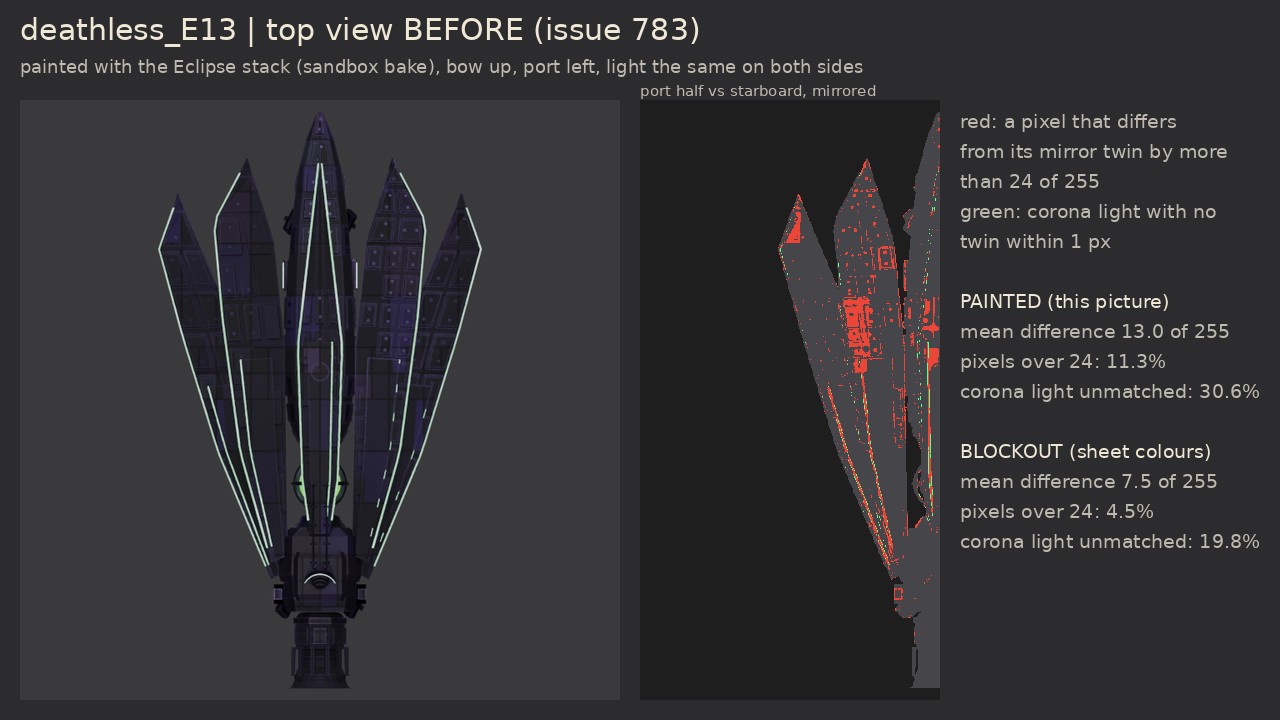 deathless_E13 | top view BEFORE (issue 783)
painted with the Eclipse stack (sandbox bake), bow up, port left, light the same on both sides
port half vs starboard, mirrored
red: a pixel that differs
from its mirror twin by more
than 24 of 255
green: corona light with no
twin within 1 px
PAINTED (this picture)
mean difference 13.0 of 255
pixels over 24: 11.3%
corona light unmatched: 30.6%
BLOCKOUT (sheet colours)
mean difference 7.5 of 255
pixels over 24: 4.5%
corona light unmatched: 19.8%